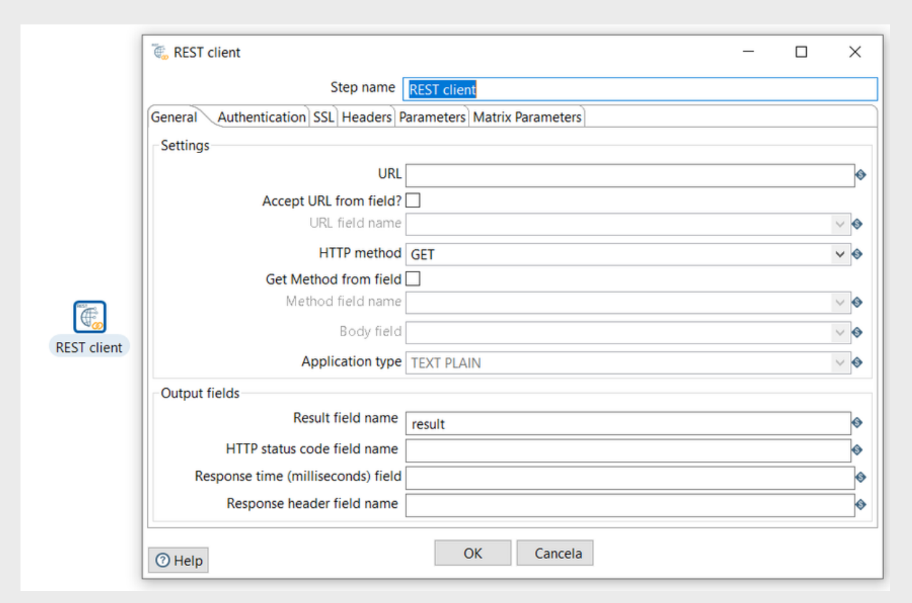 REST client
Step name REST client
General Authentication SSL Headers Parameters Matrix Parameters
Settings
URL
Accept URL from field?
URL field name
HTTP method GET
Get Method from field
Method field name
Body field
Application type TEXT PLAIN
REST client
Output fields
Result field name result
HTTP status code field name
Response time (milliseconds) field
Response header field name
Help OK Cancela